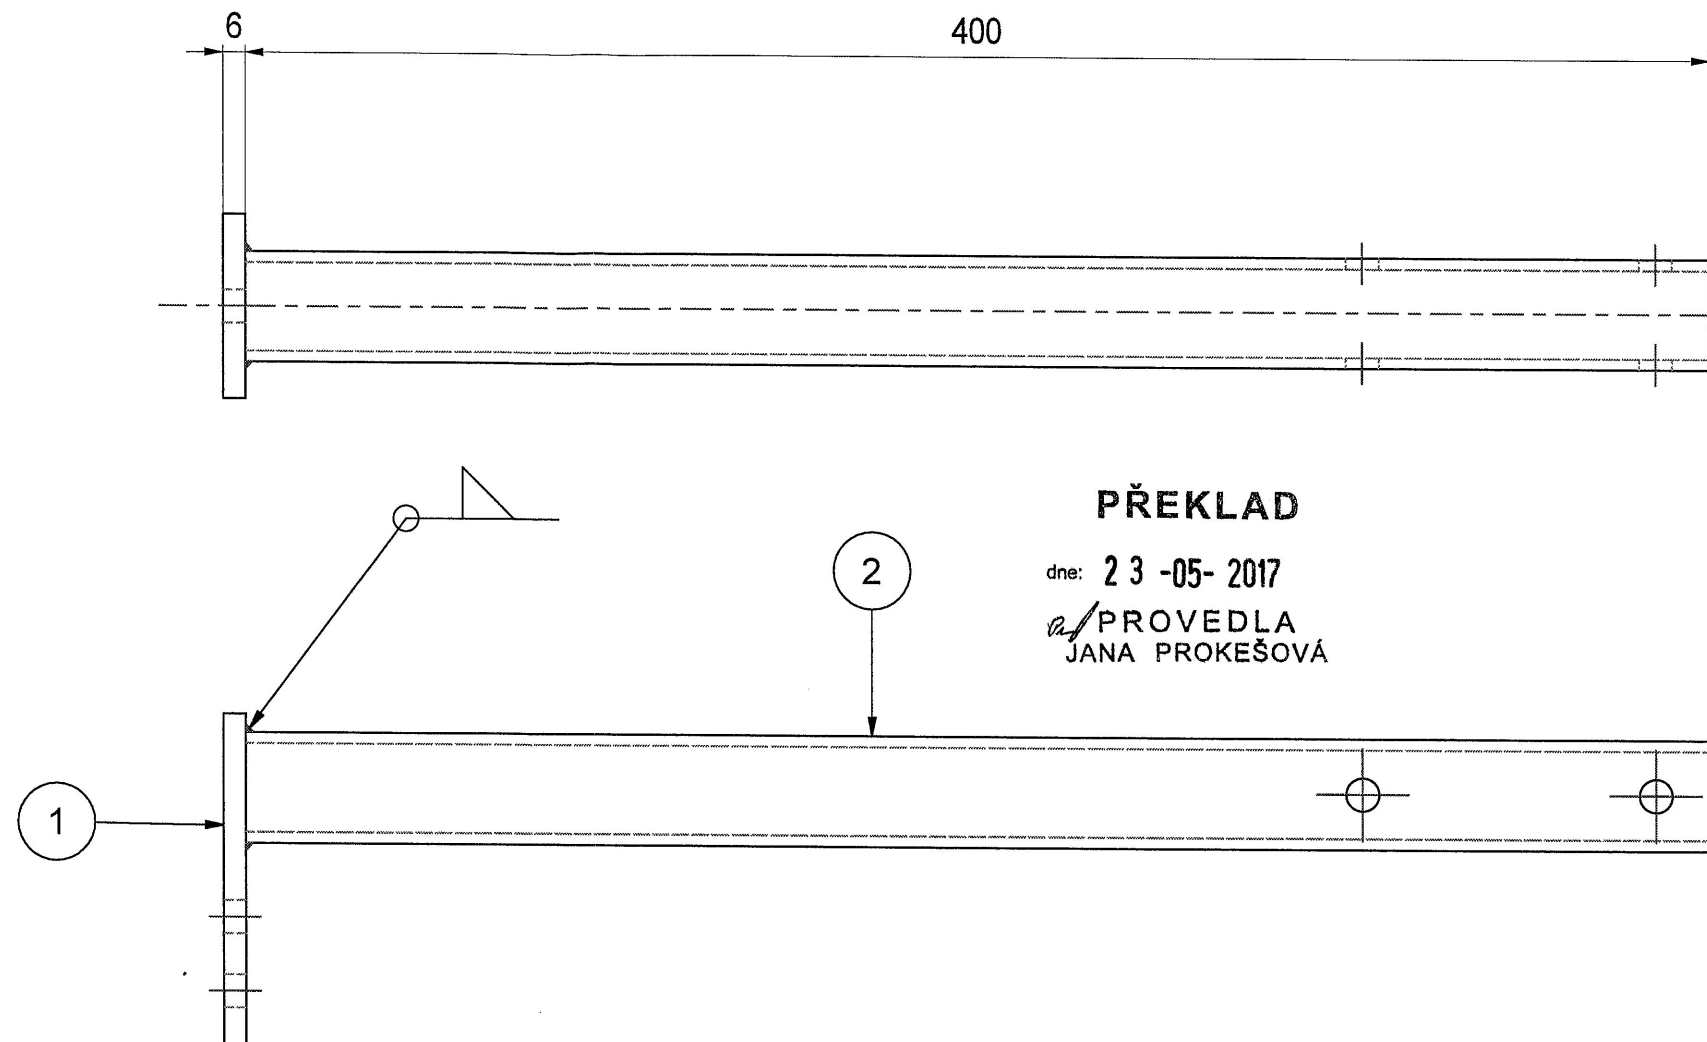 6
400
PŘEKLAD
dne: 23 -05- 2017
PROVEDLA
JANA PROKEŠOVÁ
2
1